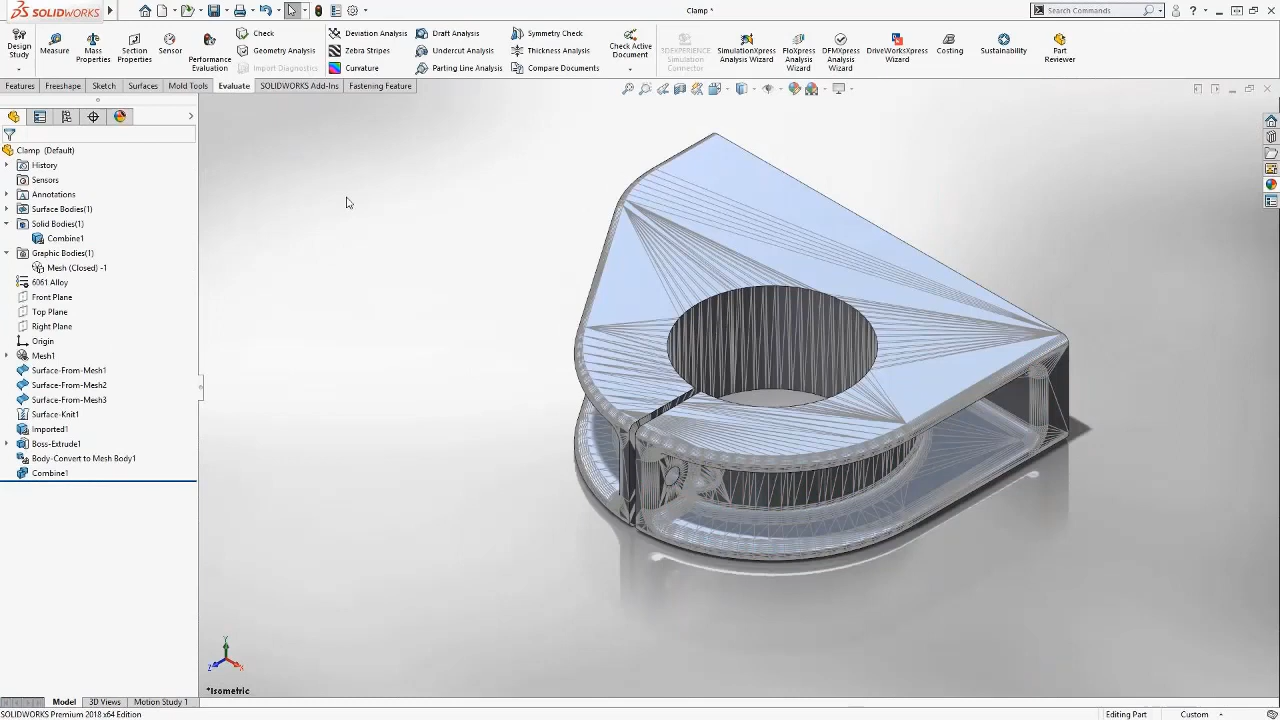 SOLIDWORKS
Clamp *
Search Commands
?
Design Study
Measure
Mass Properties
Section Properties
Sensor
Performance Evaluation
Check
Geometry Analysis
Import Diagnostics
Deviation Analysis
Zebra Stripes
Curvature
Draft Analysis
Undercut Analysis
Parting Line Analysis
Symmetry Check
Thickness Analysis
Compare Documents
Check Active Document
3DEXPERIENCE Simulation Connector
SimulationXpress Analysis Wizard
FloXpress Analysis Wizard
DFMXpress Analysis Wizard
DriveWorksXpress Wizard
Costing
Sustainability
Part Reviewer
Features
Freeshape
Sketch
Surfaces
Mold Tools
Evaluate
SOLIDWORKS Add-Ins
Fastening Feature
Clamp (Default)
History
Sensors
Annotations
Surface Bodies(1)
Solid Bodies(1)
Combine1
Graphic Bodies(1)
Mesh (Closed) -1
6061 Alloy
Front Plane
Top Plane
Right Plane
Origin
Mesh1
Surface-From-Mesh1
Surface-From-Mesh2
Surface-From-Mesh3
Surface-Knit1
Imported1
Boss-Extrude1
Body-Convert to Mesh Body1
Combine1
Y
Z
X
*Isometric
Model
3D Views
Motion Study 1
SOLIDWORKS Premium 2018 x64 Edition
Editing Part
Custom